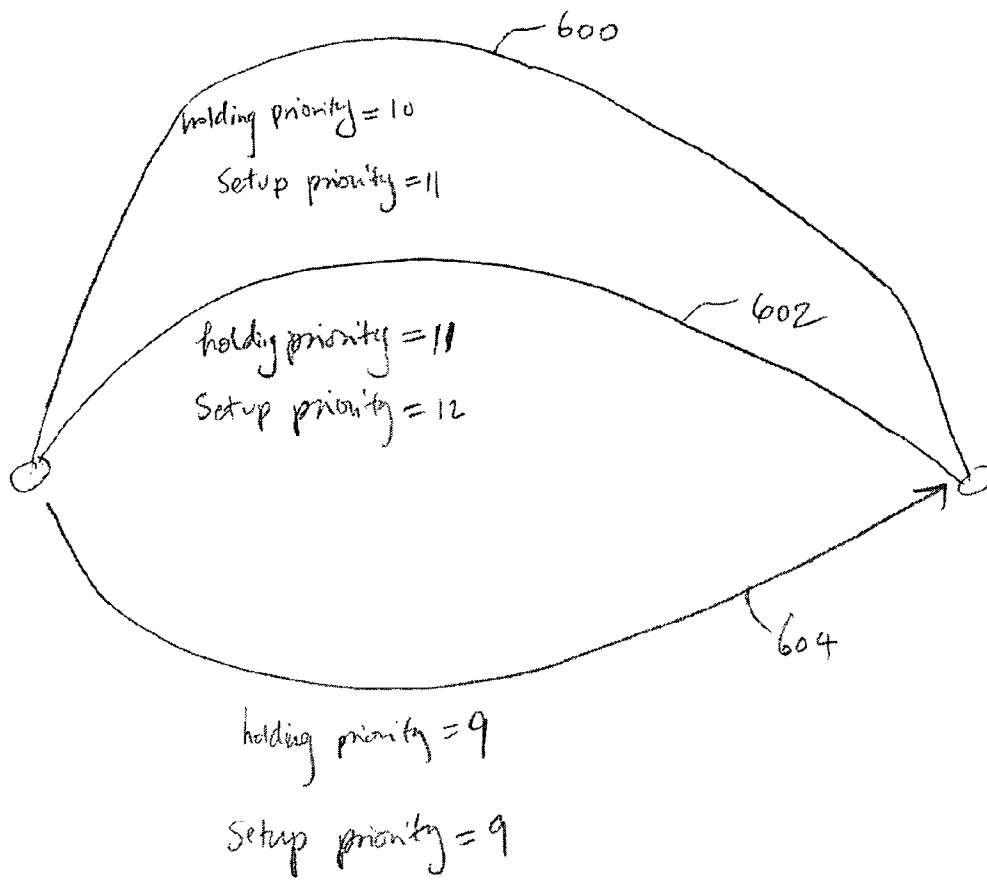 600
holding priority = 10
Setup priority = 11
602
holding priority = 11
Setup priority = 12
604
holding priority = 9
Setup priority = 9